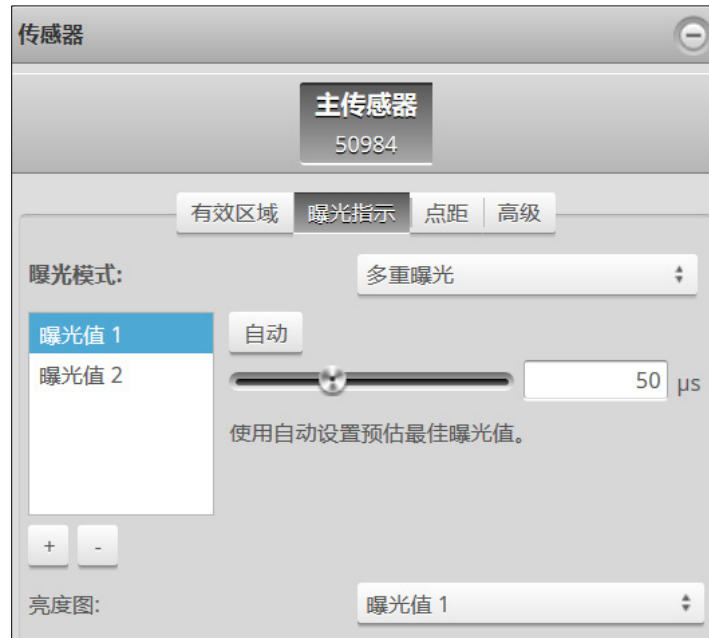 传感器
主传感器
50984
有效区域 曝光指示 点距 高级
曝光模式: 多重曝光
曝光值 1 自动
曝光值 2 50 µs
使用自动设置预估最佳曝光值。
+ -
亮度图: 曝光值 1